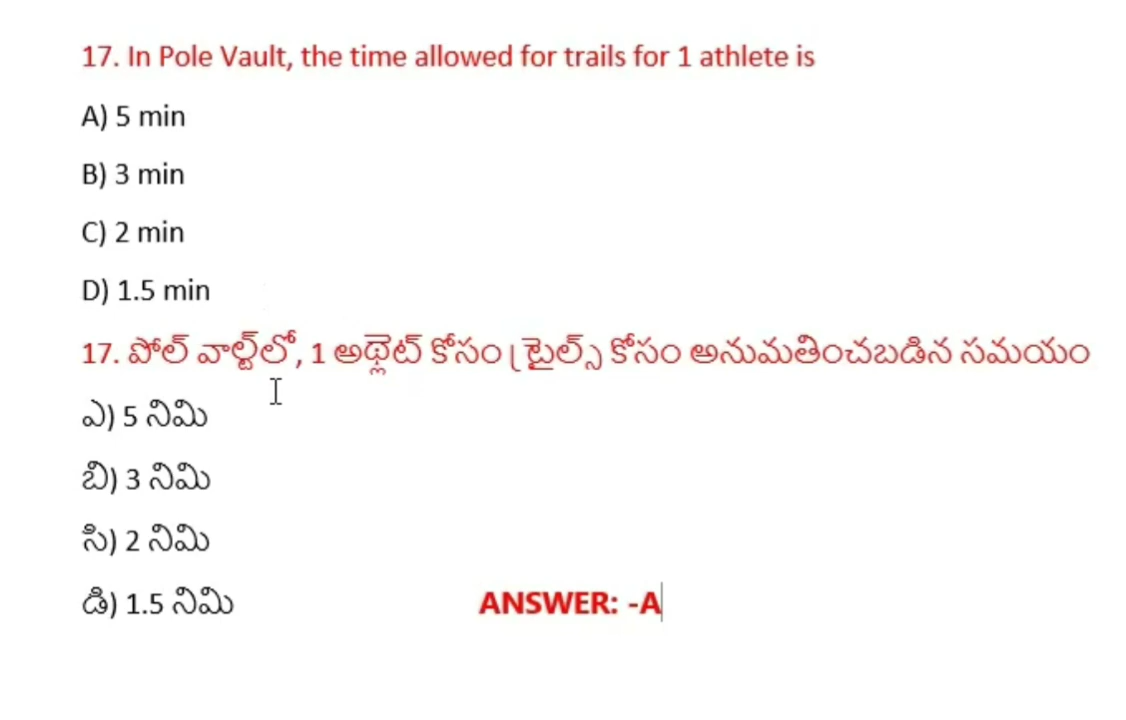 17. In Pole Vault, the time allowed for trails for 1 athlete is
A) 5 min
B) 3 min
C) 2 min
D) 1.5 min
17. పోల్ వాల్ట్‌లో, 1 అథ్లెట్ కోసం ట్రైల్స్ కోసం అనుమతించబడిన సమయం
ఎ) 5 నిమి
బి) 3 నిమి
సి) 2 నిమి
డి) 1.5 నిమి ANSWER: -A